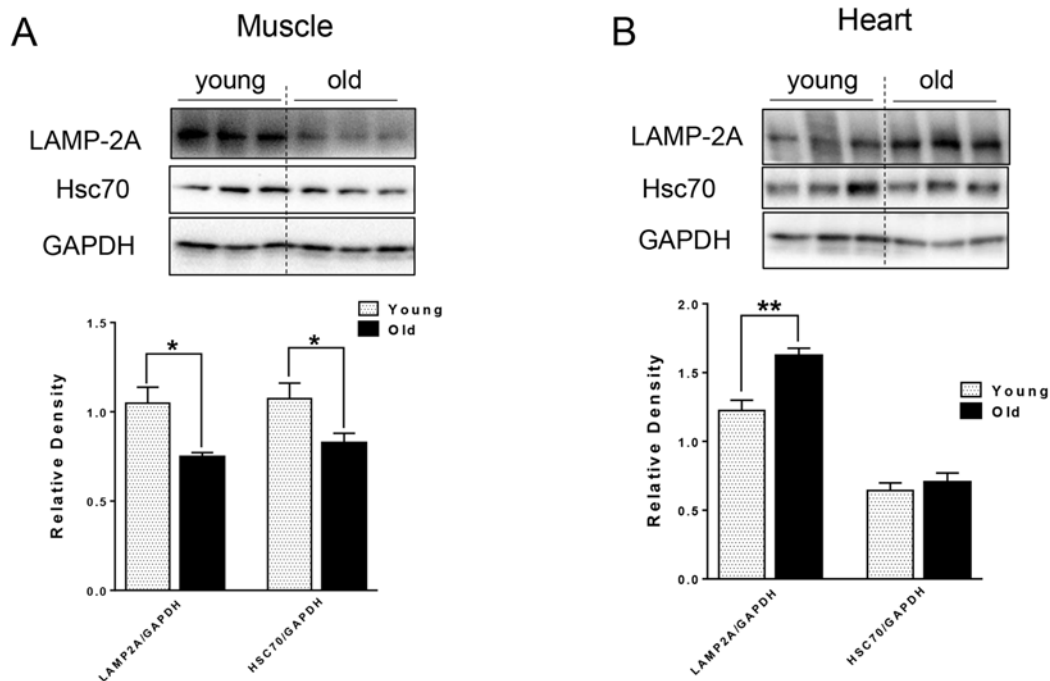 A
Muscle
young
old
LAMP-2A
Hsc70
GAPDH
Young
Old
*
*
1.5
1.0
0.5
0.0
Relative Density
LAMP2A/GAPDH
HSC70/GAPDH
B
Heart
young
old
LAMP-2A
Hsc70
GAPDH
**
Young
Old
2.0
1.5
1.0
0.5
0.0
Relative Density
LAMP2A/GAPDH
HSC70/GAPDH